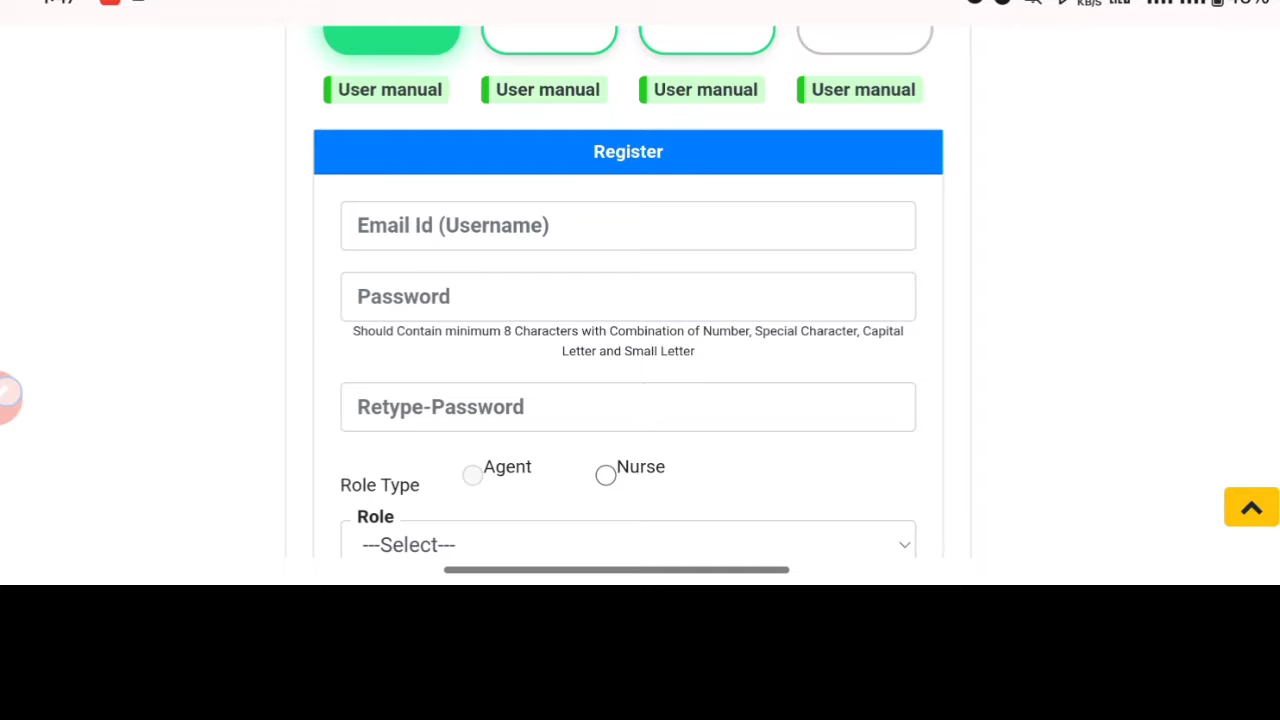 User manual User manual User manual User manual
Register
Email Id (Username)
Password
Should Contain minimum 8 Characters with Combination of Number, Special Character, Capital
Letter and Small Letter
Retype-Password
Agent Nurse
Role Type
Role
---Select---